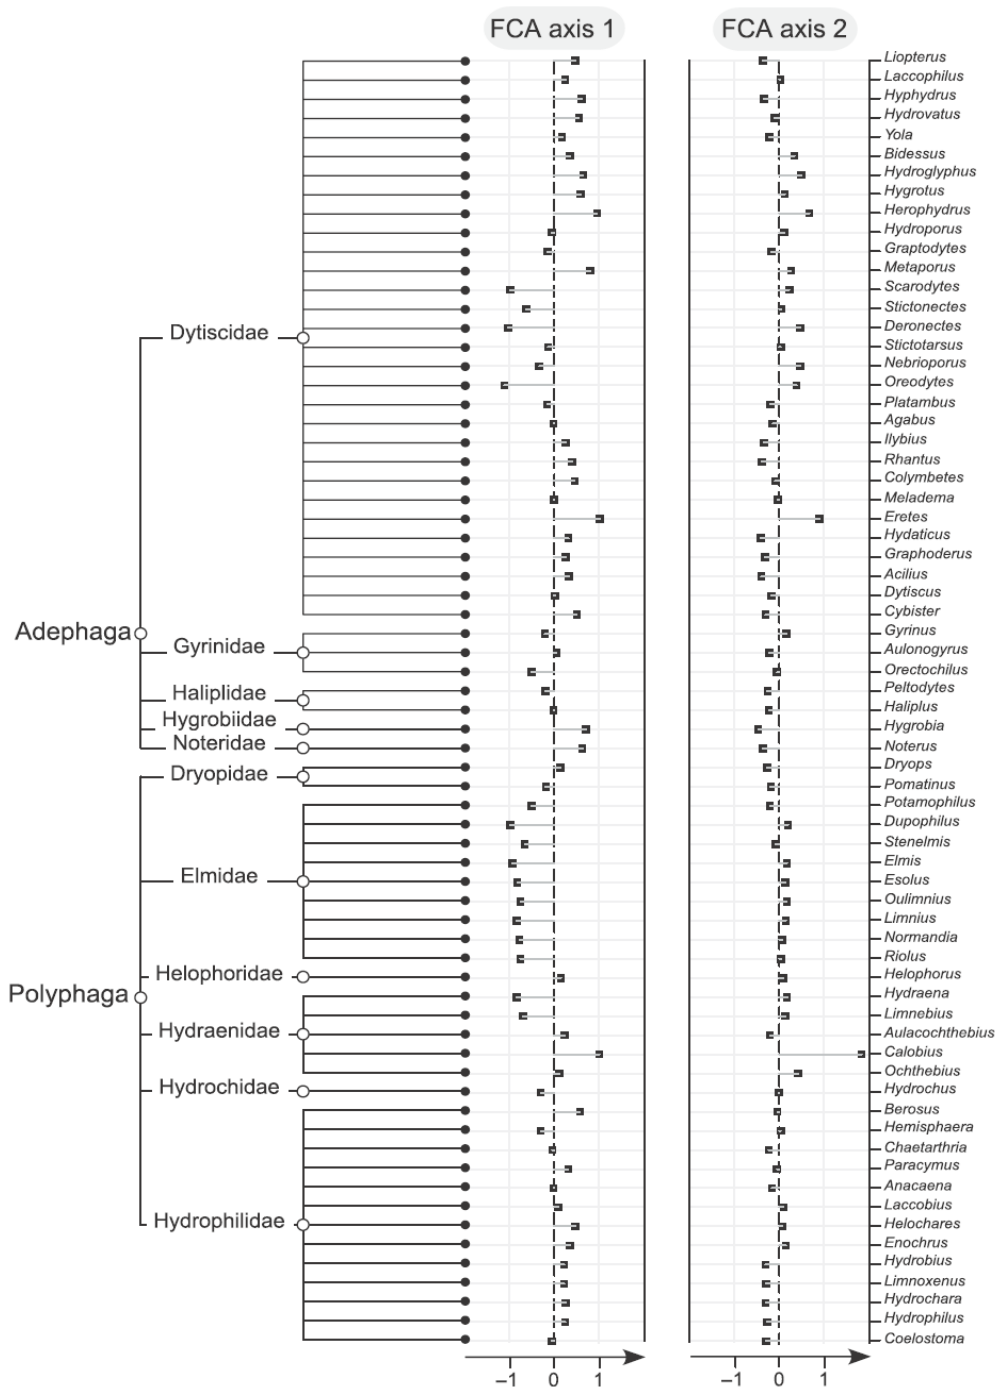 FCA axis 1
FCA axis 2
Liopterus
Laccophilus
Hyphydrus
Hydrovatus
Yola
Bidessus
Hydroglyphus
Hygrotus
Herophydrus
Hydroporus
Graptodytes
Metaporus
Scarodytes
Stictonectes
Deronectes
Dytiscidae
Stictotarsus
Nebrioporus
Oreodytes
Platambus
Agabus
Ilybius
Rhantus
Colymbetes
Meladema
Eretes
Hydaticus
Graphoderus
Acilius
Dytiscus
Cybister
Adephaga
Gyrinus
Gyrinidae
Aulonogyrus
Orectochilus
Haliplidae
Peltodytes
Haliplus
Hygrobiidae
Hygrobia
Noteridae
Noterus
Dryopidae
Dryops
Pomatinus
Potamophilus
Dupophilus
Stenelmis
Elmis
Elmidae
Esolus
Oulimnius
Limnius
Normandia
Riolus
Helophoridae
Helophorus
Polyphaga
Hydraena
Limnebius
Hydraenidae
Aulacochthebius
Calobius
Ochthebius
Hydrochidae
Hydrochus
Berosus
Hemisphaera
Chaetarthria
Paracymus
Anacaena
Laccobius
Hydrophilidae
Helochares
Enochrus
Hydrobius
Limnoxenus
Hydrochara
Hydrophilus
Coelostoma
−1 0 1
−1 0 1